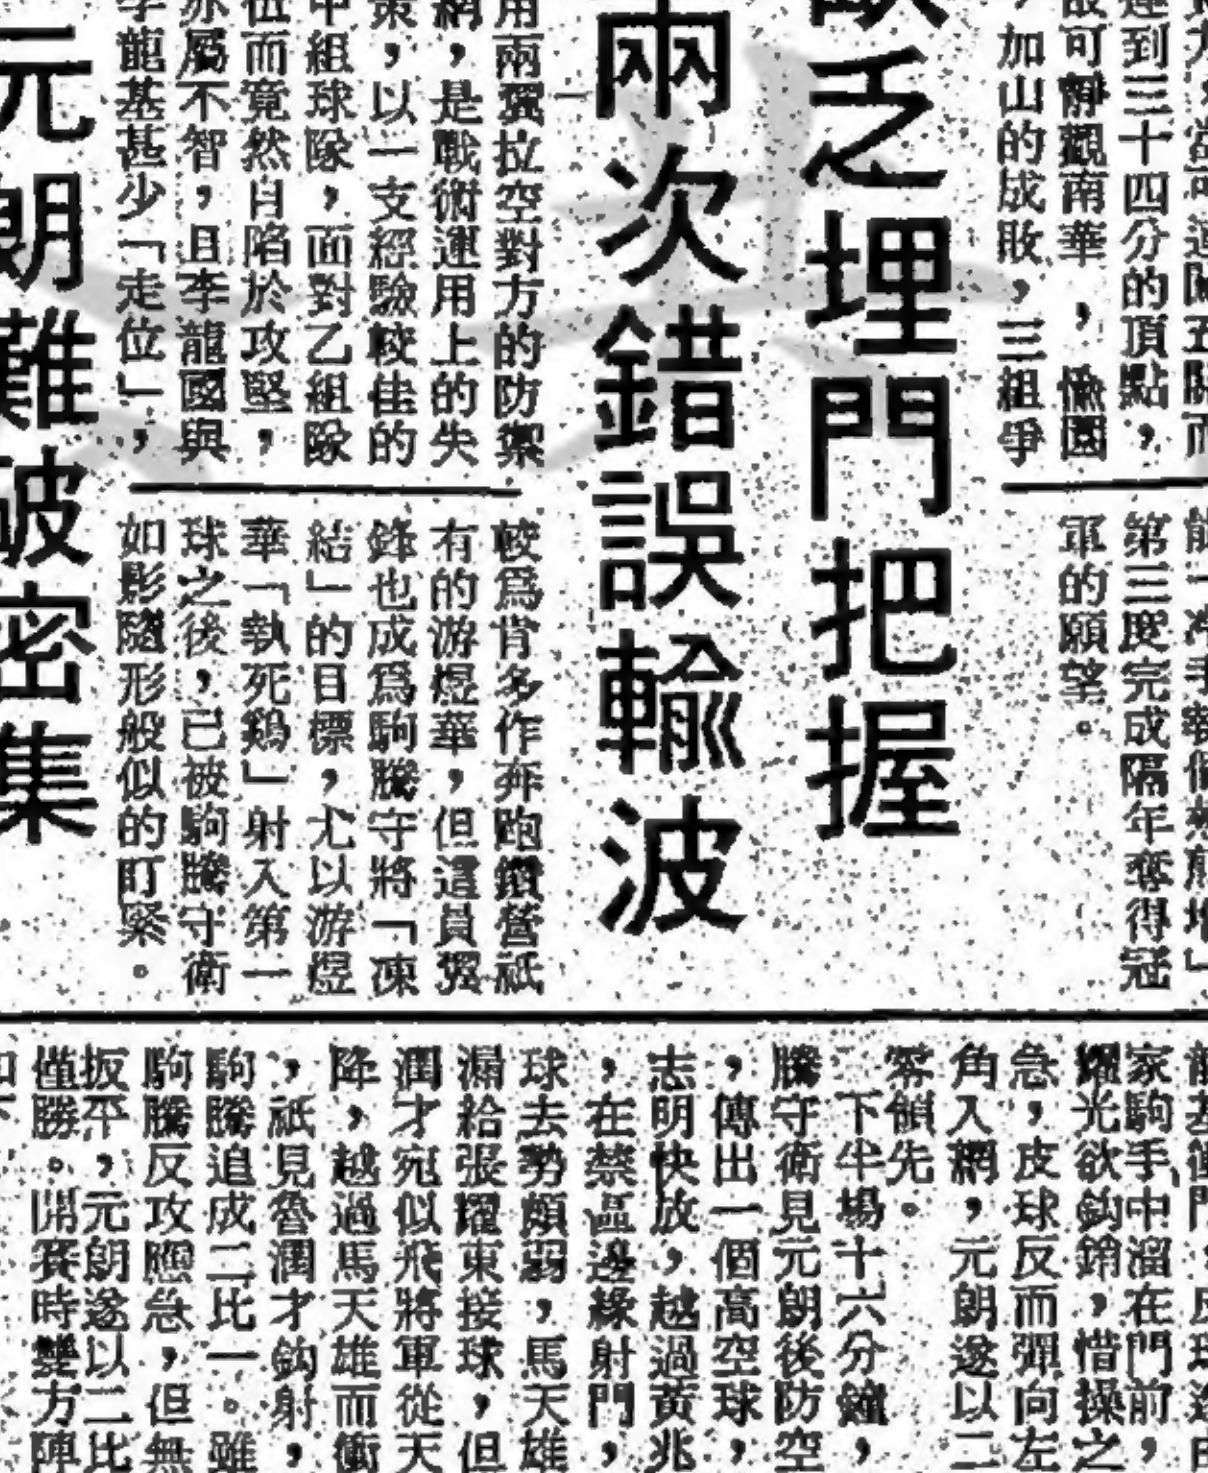 達到三十四分的頂點，
故可靜觀南華、愉園
，加山的成敗，三組爭
第三度完成隔年奪得冠
軍的願望。
乏埋門把握
兩次錯誤輸波
用兩翼拉空對方的防禦
網，是戰術運用上的失
策，以一支經驗較佳的
甲組球隊，面對乙組隊
伍而竟然自陷於攻堅，
亦屬不智，且李龍國與
李龍基甚少「走位」，
較爲肯多作奔跑鑽營祇
有的游煜華，但這員翼
鋒也成爲駒騰守將「凍
結」的目標，尤以游煜
華「執死鷄」射入第一
球之後，已被駒騰守衛
如影隨形般似的盯緊。
元朗難破密集
家駒手中溜在門前，
耀光欲鈎銷，惜操之
急，皮球反而彈向左
角入網，元朗遂以二
零領先。
下半場十六分鐘，
騰守衛見元朗後防空
，傳出一個高空球，
志明快放，越過黃兆
，在禁區邊緣射門，
球去勢頗弱，馬天雄
漏給張耀東接球，但
潤才宛似飛將軍從天
降，越過馬天雄而衝
，祇見魯潤才鈎射，
駒騰追成二比一。雖
駒騰反攻膽急，但無
扳平，元朗遂以二比
僅勝。開賽時雙方陣